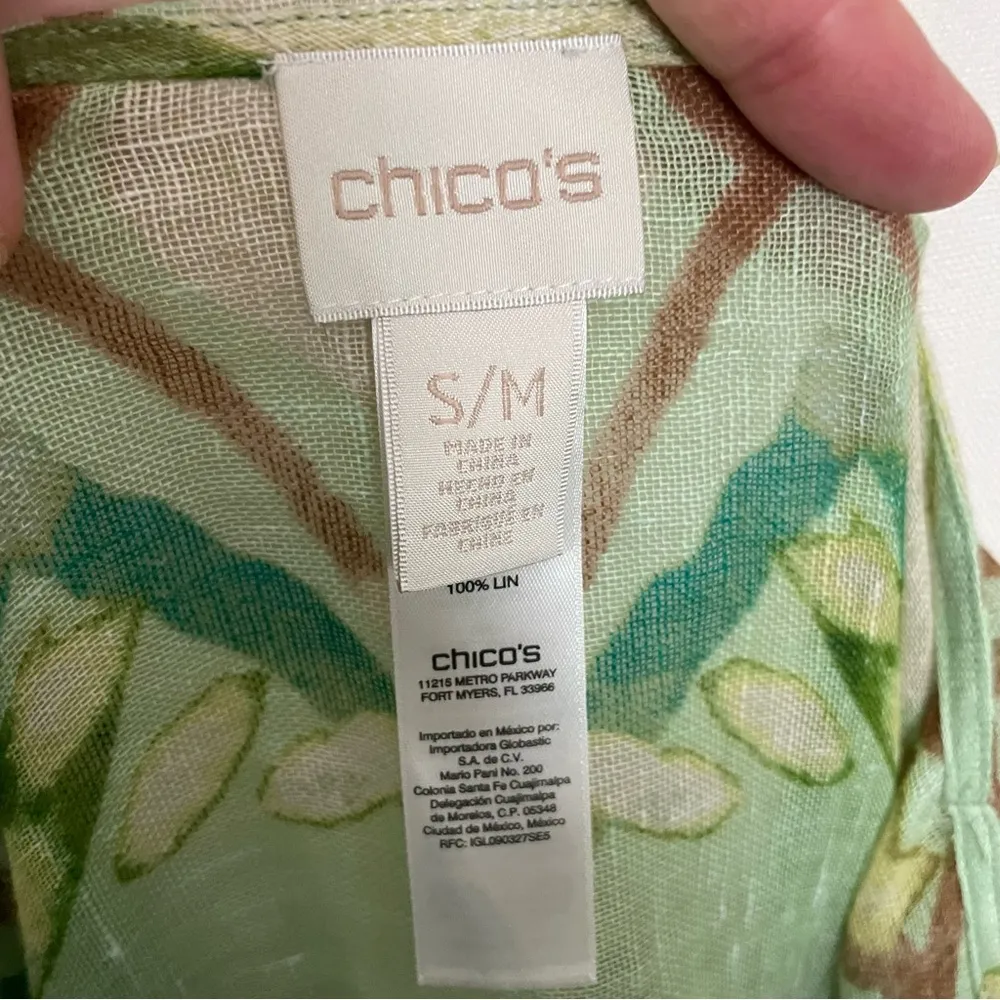 chico's
S/M
MADE IN
CHINA
HECHO EN
CHINA
FABRIQUÉ EN
CHINE
100% LIN
chico's
11215 METRO PARKWAY
FORT MYERS, FL 33966
Importado en México por:
Importadora Globastic
S.A. de C.V.
Mario Pani No. 200
Colonia Santa Fe Cuajimalpa
Delegación Cuajimalpa
de Morelos, C.P. 05348
Ciudad de México, México
RFC: IGL090327SE5